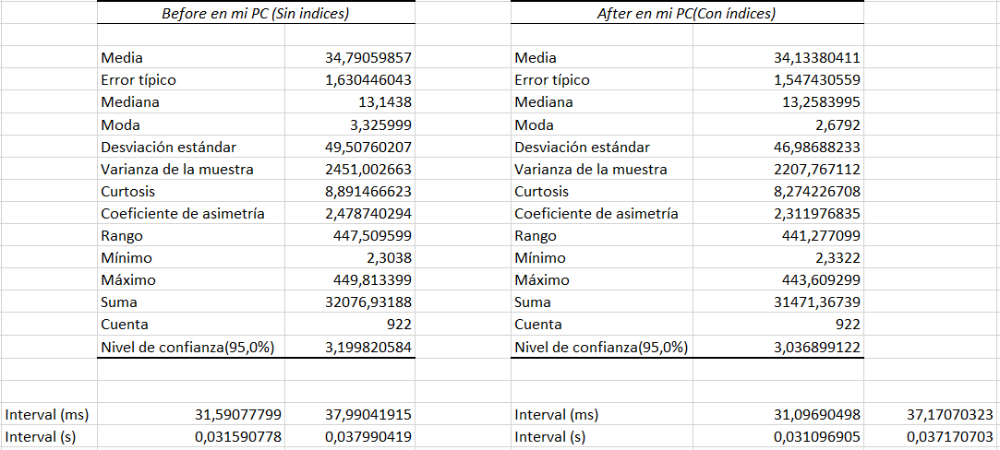 Before en mi PC (Sin indices) After en mi PC(Con índices)
Media 34,79059857 Media 34,13380411
Error típico 1,630446043 Error típico 1,547430559
Mediana 13,1438 Mediana 13,2583995
Moda 3,325999 Moda 2,6792
Desviación estándar 49,50760207 Desviación estándar 46,98688233
Varianza de la muestra 2451,002663 Varianza de la muestra 2207,767112
Curtosis 8,891466623 Curtosis 8,274226708
Coeficiente de asimetría 2,478740294 Coeficiente de asimetría 2,311976835
Rango 447,509599 Rango 441,277099
Mínimo 2,3038 Mínimo 2,3322
Máximo 449,813399 Máximo 443,609299
Suma 32076,93188 Suma 31471,36739
Cuenta 922 Cuenta 922
Nivel de confianza(95,0%) 3,199820584 Nivel de confianza(95,0%) 3,036899122
Interval (ms) 31,59077799 37,99041915 Interval (ms) 31,09690498 37,17070323
Interval (s) 0,031590778 0,037990419 Interval (s) 0,031096905 0,037170703